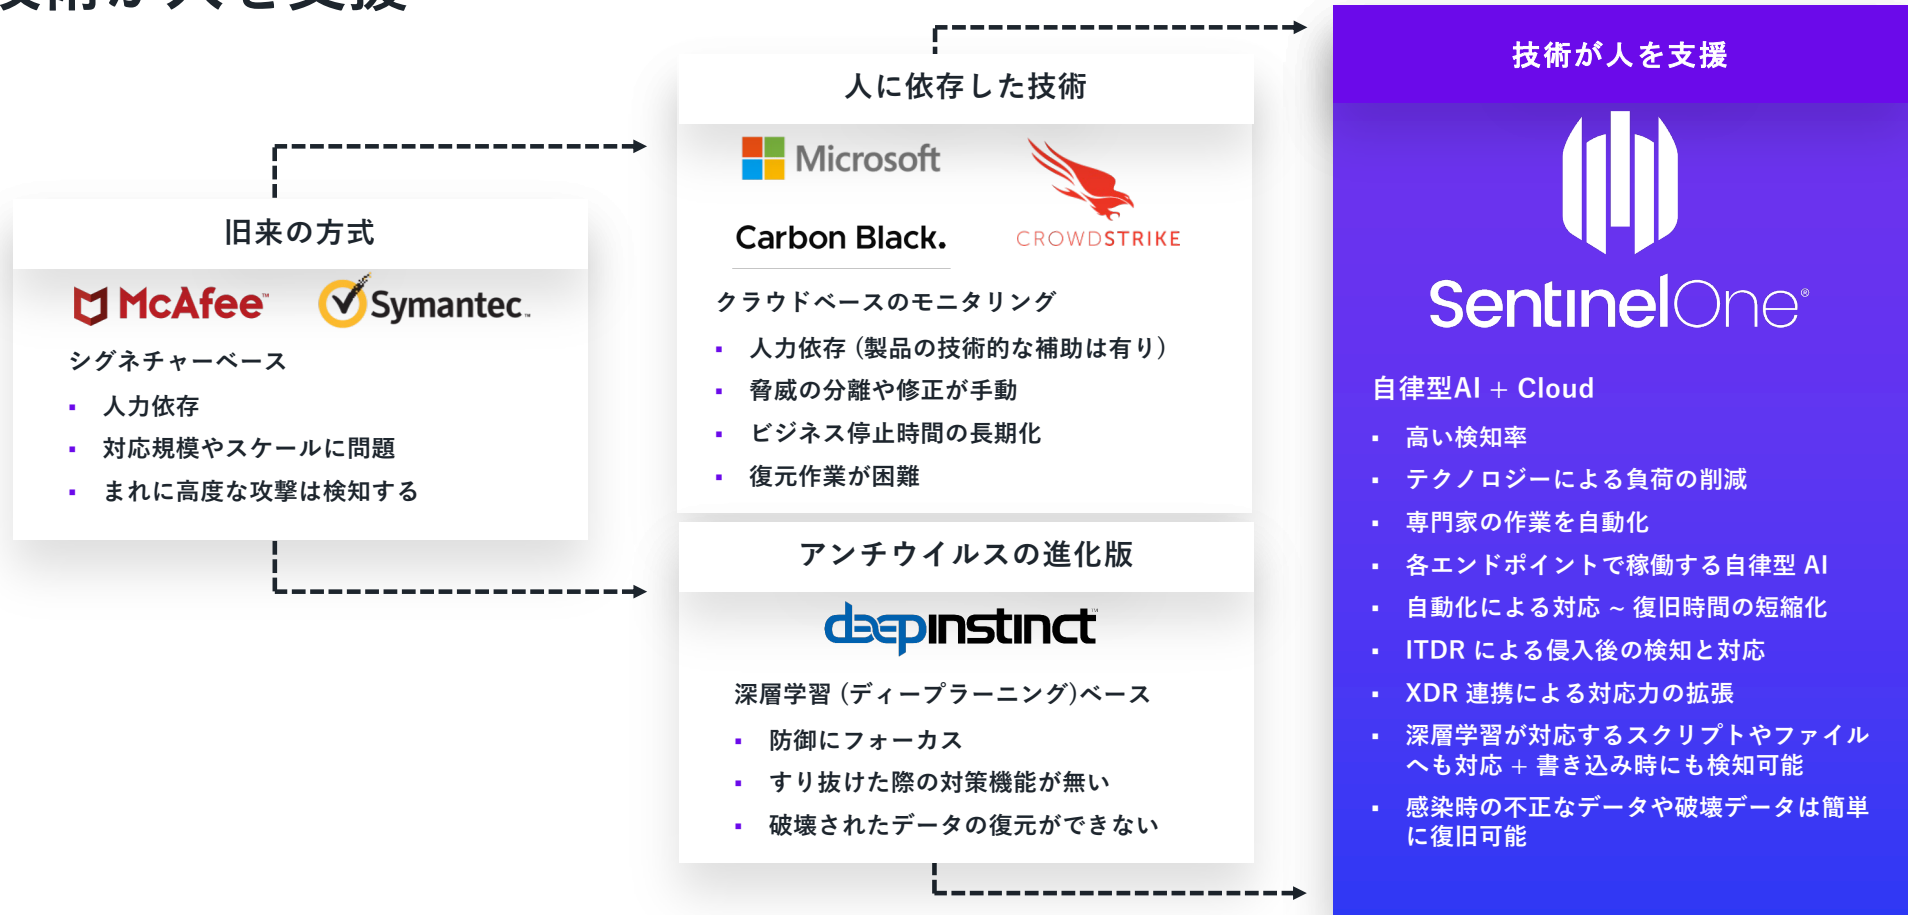 技術が人を支援
旧来の方式
McAfee™
Symantec™
シグネチャーベース
▪ 人力依存
▪ 対応規模やスケールに問題
▪ まれに高度な攻撃は検知する
人に依存した技術
Microsoft
CROWDSTRIKE
Carbon Black.
クラウドベースのモニタリング
▪ 人力依存 (製品の技術的な補助は有り)
▪ 脅威の分離や修正が手動
▪ ビジネス停止時間の長期化
▪ 復元作業が困難
アンチウイルスの進化版
deepinstinct™
深層学習 (ディープラーニング)ベース
▪ 防御にフォーカス
▪ すり抜けた際の対策機能が無い
▪ 破壊されたデータの復元ができない
技術が人を支援
SentinelOne®
自律型AI + Cloud
▪ 高い検知率
▪ テクノロジーによる負荷の削減
▪ 専門家の作業を自動化
▪ 各エンドポイントで稼働する自律型 AI
▪ 自動化による対応 ~ 復旧時間の短縮化
▪ ITDR による侵入後の検知と対応
▪ XDR 連携による対応力の拡張
▪ 深層学習が対応するスクリプトやファイル
へも対応 + 書き込み時にも検知可能
▪ 感染時の不正なデータや破壊データは簡単
に復旧可能